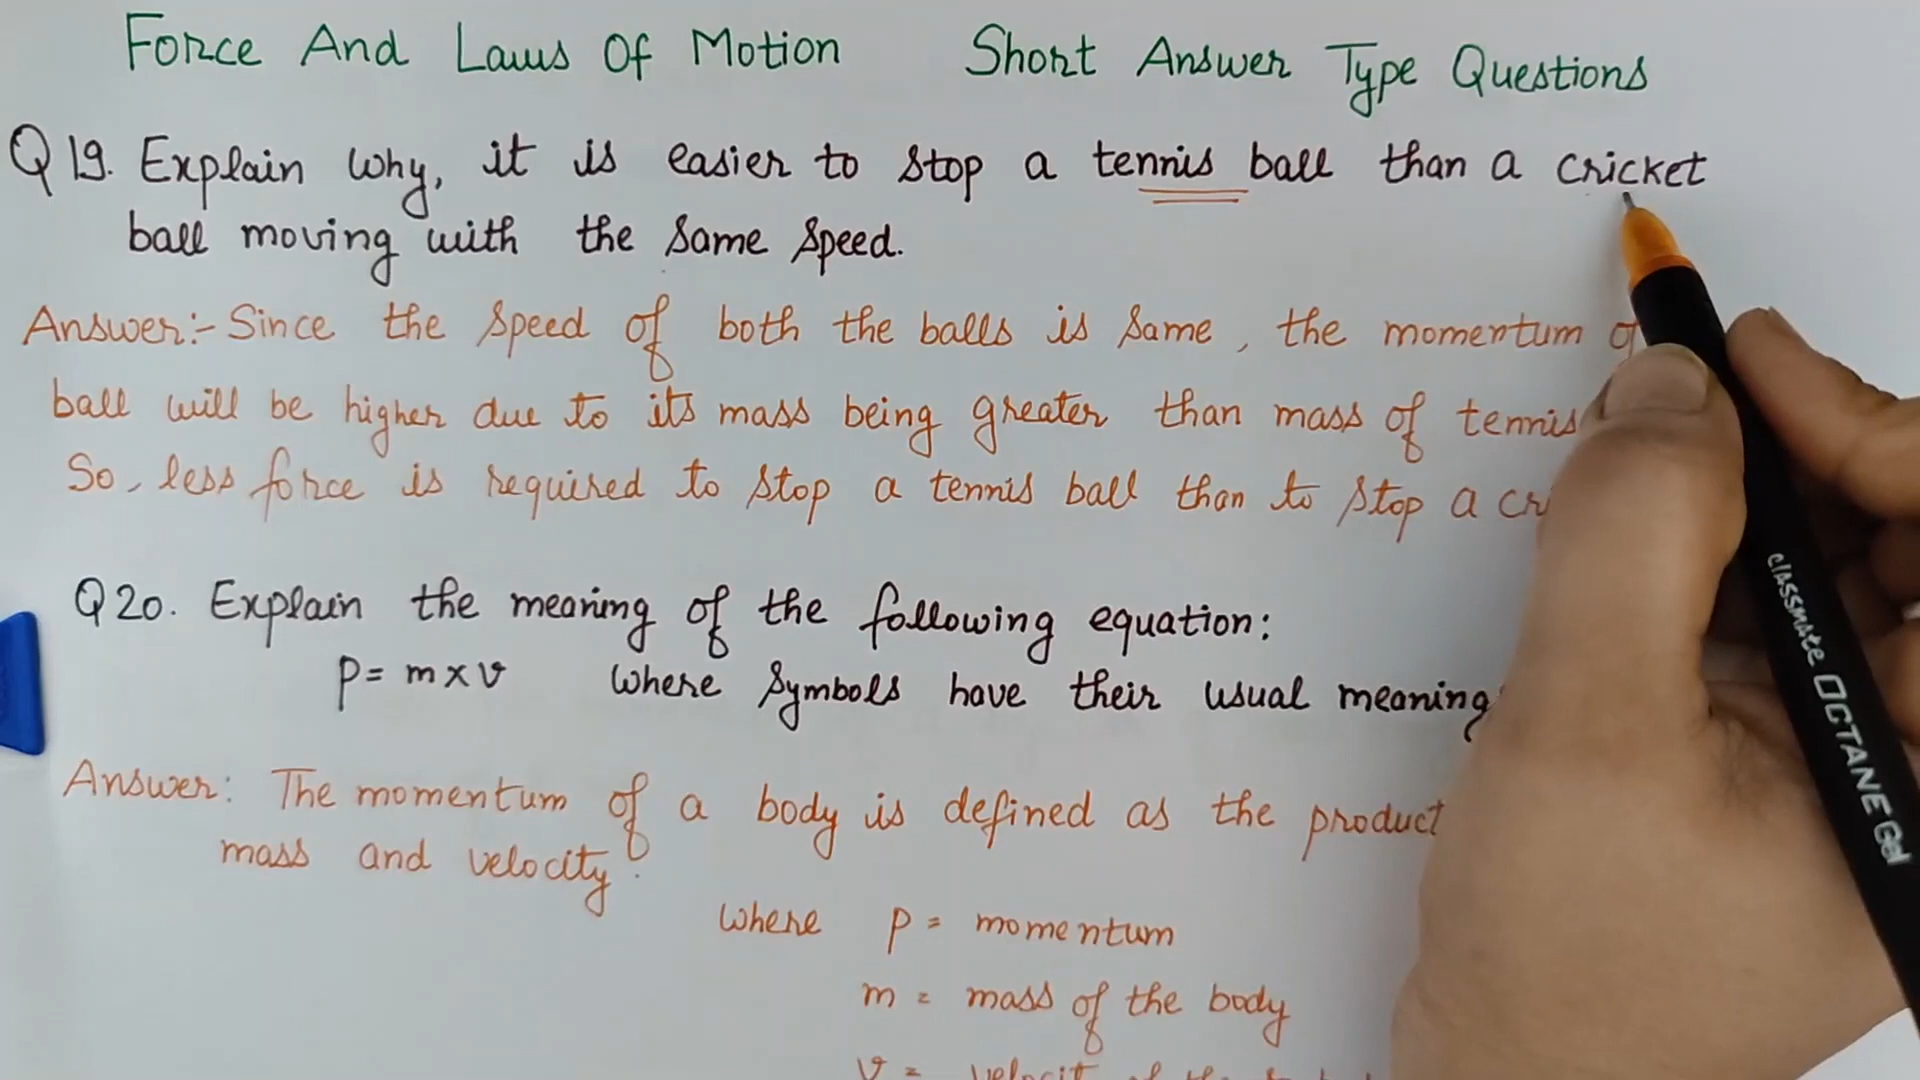 Force And Laws Of Motion Short Answer Type Questions
Q19. Explain why, it is easier to stop a tennis ball than a cricket
ball moving with the same speed.
Answer:- Since the speed of both the balls is same, the momentum of
ball will be higher due to its mass being greater than mass of tennis
So, less force is required to stop a tennis ball than to stop a cr
Q20. Explain the meaning of the following equation:
p = m x v where symbols have their usual meaning
Answer: The momentum of a body is defined as the product
mass and velocity.
where p = momentum
m = mass of the body
v =
classmate OCTANE Gel